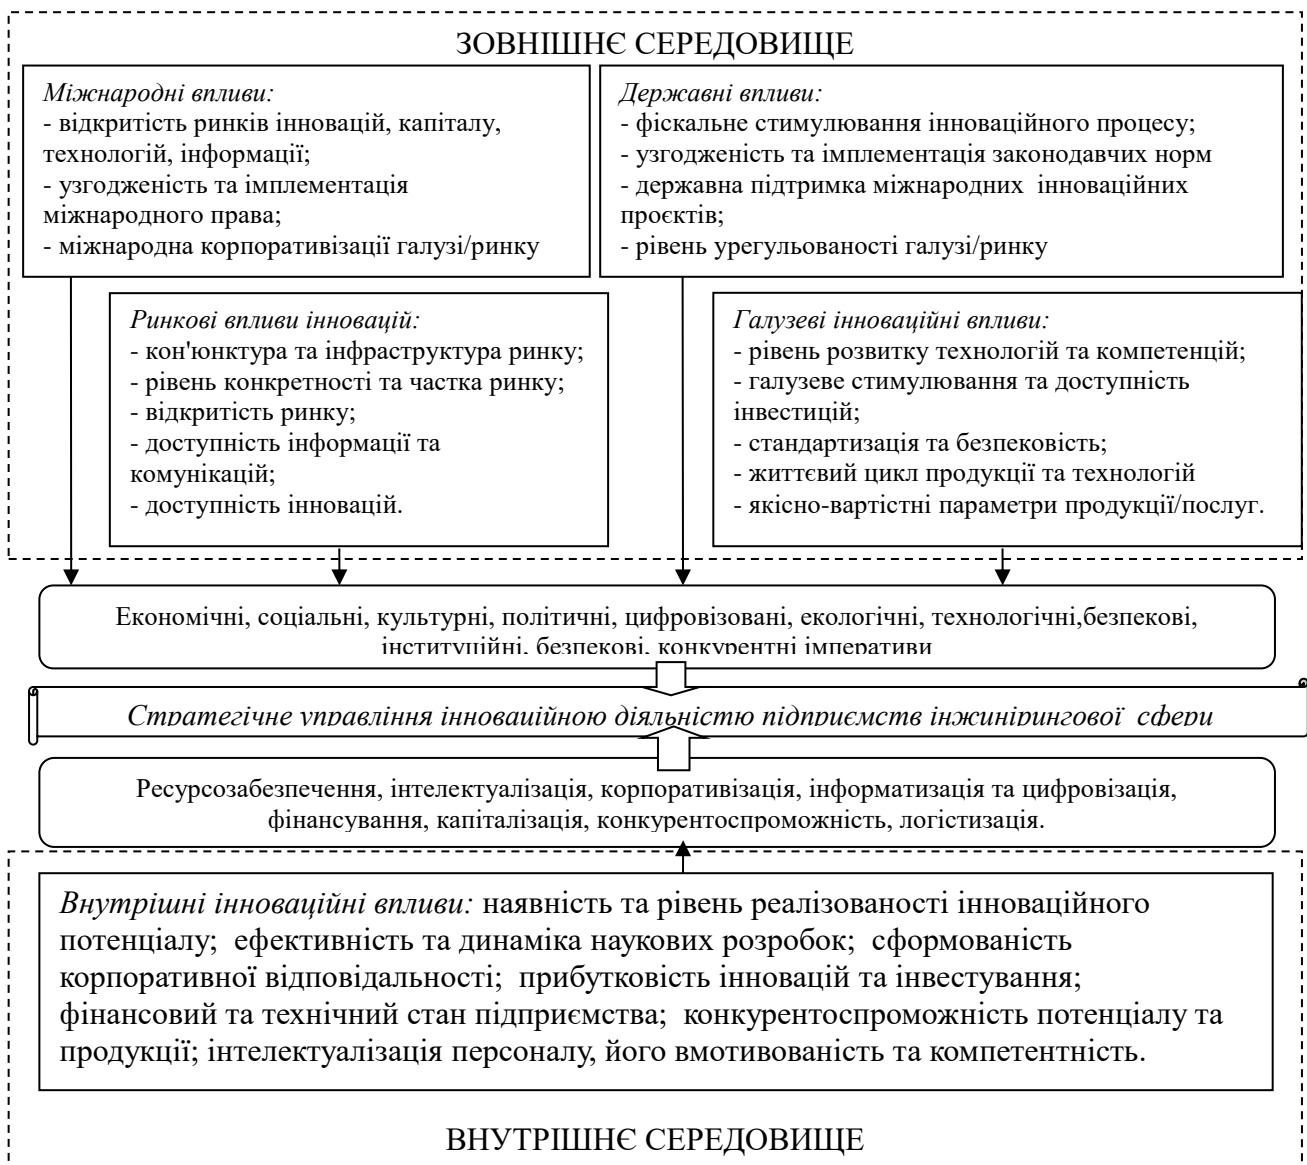 ЗОВНІШНЄ СЕРЕДОВИЩЕ
Міжнародні впливи:
- відкритість ринків інновацій, капіталу,
технологій, інформації;
- узгодженість та імплементація
міжнародного права;
- міжнародна корпоративізації галузі/ринку
Державні впливи:
- фіскальне стимулювання інноваційного процесу;
- узгодженість та імплементація законодавчих норм
- державна підтримка міжнародних інноваційних
проєктів;
- рівень урегульованості галузі/ринку
Ринкові впливи інновацій:
- кон'юнктура та інфраструктура ринку;
- рівень конкретності та частка ринку;
- відкритість ринку;
- доступність інформації та
комунікацій;
- доступність інновацій.
Галузеві інноваційні впливи:
- рівень розвитку технологій та компетенцій;
- галузеве стимулювання та доступність
інвестицій;
- стандартизація та безпековість;
- життєвий цикл продукції та технологій
- якісно-вартістні параметри продукції/послуг.
Економічні, соціальні, культурні, політичні, цифровізовані, екологічні, технологічні,безпекові,
інституційні, безпекові, конкурентні імперативи
Стратегічне управління інноваційною діяльністю підприємств інжинірингової сфери
Ресурсозабезпечення, інтелектуалізація, корпоративізація, інформатизація та цифровізація,
фінансування, капіталізація, конкурентоспроможність, логістизація.
Внутрішні інноваційні впливи: наявність та рівень реалізованості інноваційного
потенціалу; ефективність та динаміка наукових розробок; сформованість
корпоративної відповідальності; прибутковість інновацій та інвестування;
фінансовий та технічний стан підприємства; конкурентоспроможність потенціалу та
продукції; інтелектуалізація персоналу, його вмотивованість та компетентність.
ВНУТРІШНЄ СЕРЕДОВИЩЕ